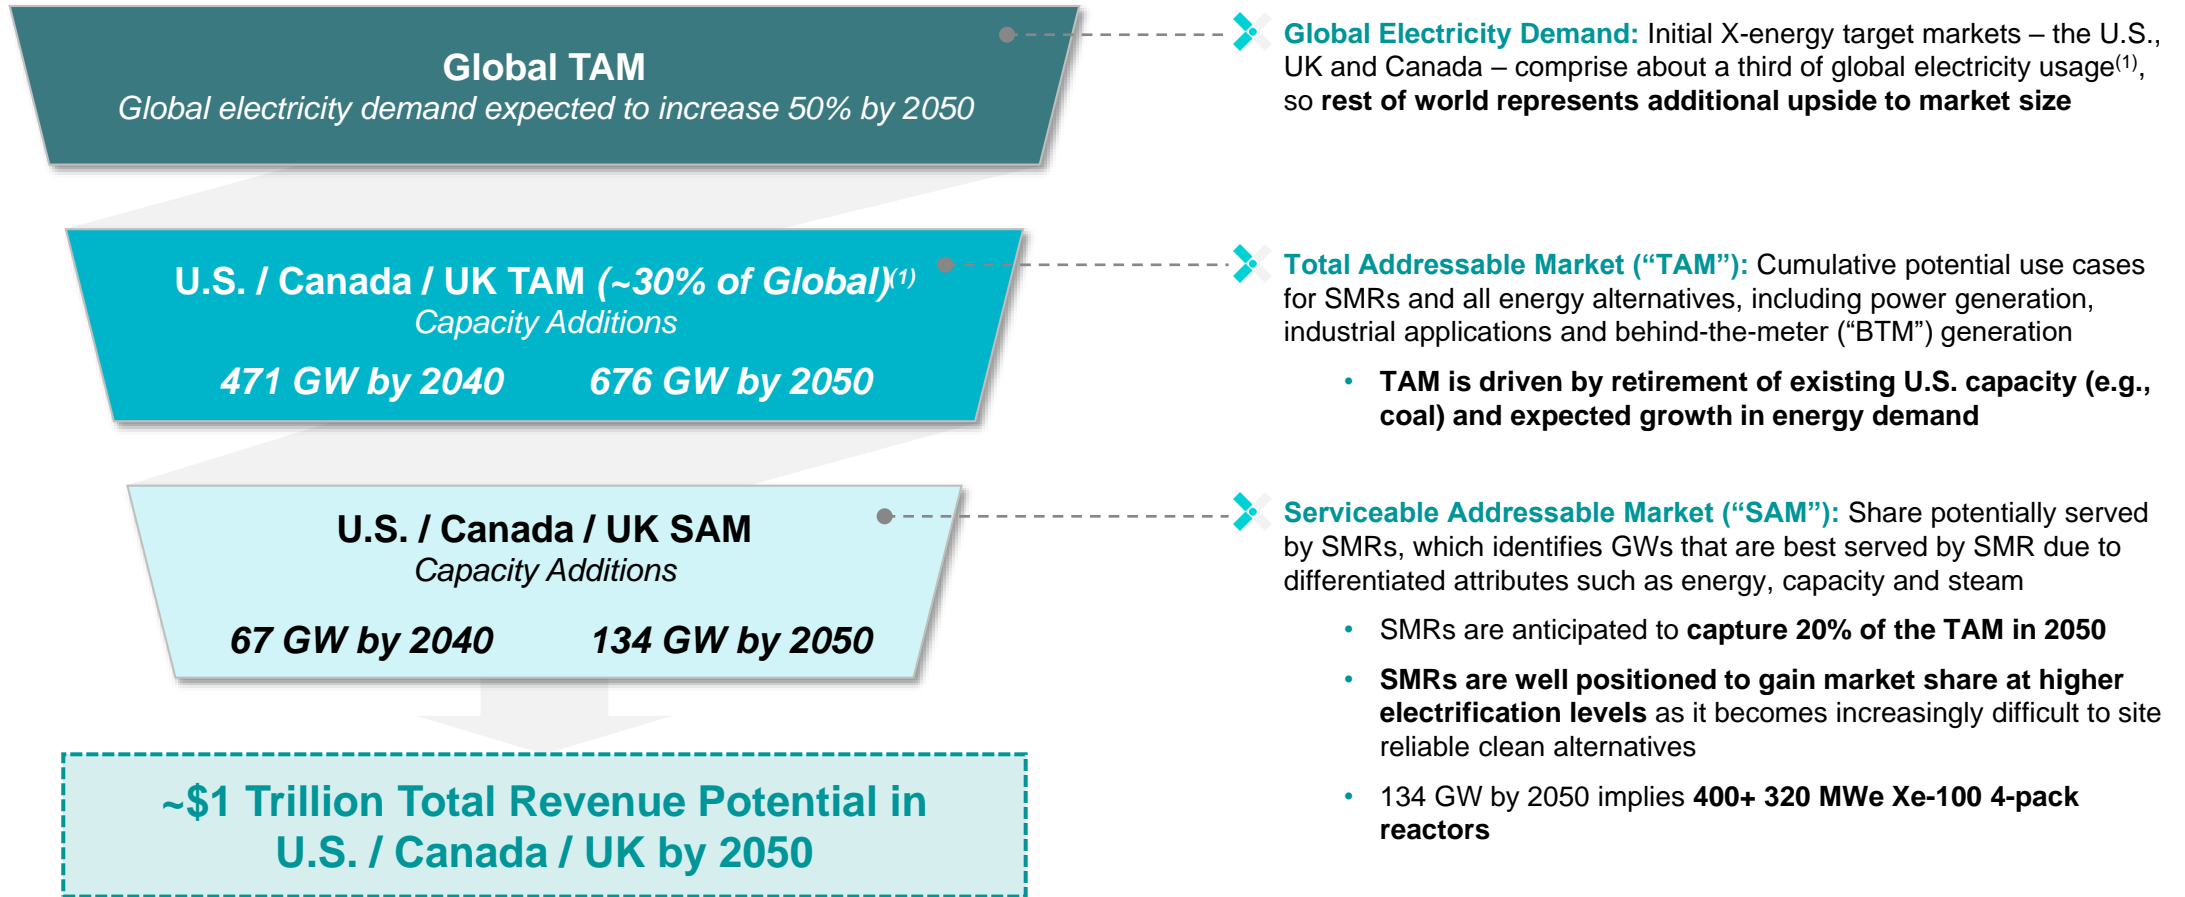 Global TAM
Global electricity demand expected to increase 50% by 2050
U.S. / Canada / UK TAM (~30% of Global)(1)
Capacity Additions
471 GW by 2040 676 GW by 2050
U.S. / Canada / UK SAM
Capacity Additions
67 GW by 2040 134 GW by 2050
~$1 Trillion Total Revenue Potential in
U.S. / Canada / UK by 2050
Global Electricity Demand: Initial X-energy target markets – the U.S.,
UK and Canada – comprise about a third of global electricity usage(1),
so rest of world represents additional upside to market size
Total Addressable Market (“TAM”): Cumulative potential use cases
for SMRs and all energy alternatives, including power generation,
industrial applications and behind-the-meter (“BTM”) generation
• TAM is driven by retirement of existing U.S. capacity (e.g.,
coal) and expected growth in energy demand
Serviceable Addressable Market (“SAM”): Share potentially served
by SMRs, which identifies GWs that are best served by SMR due to
differentiated attributes such as energy, capacity and steam
• SMRs are anticipated to capture 20% of the TAM in 2050
• SMRs are well positioned to gain market share at higher
electrification levels as it becomes increasingly difficult to site
reliable clean alternatives
• 134 GW by 2050 implies 400+ 320 MWe Xe-100 4-pack
reactors